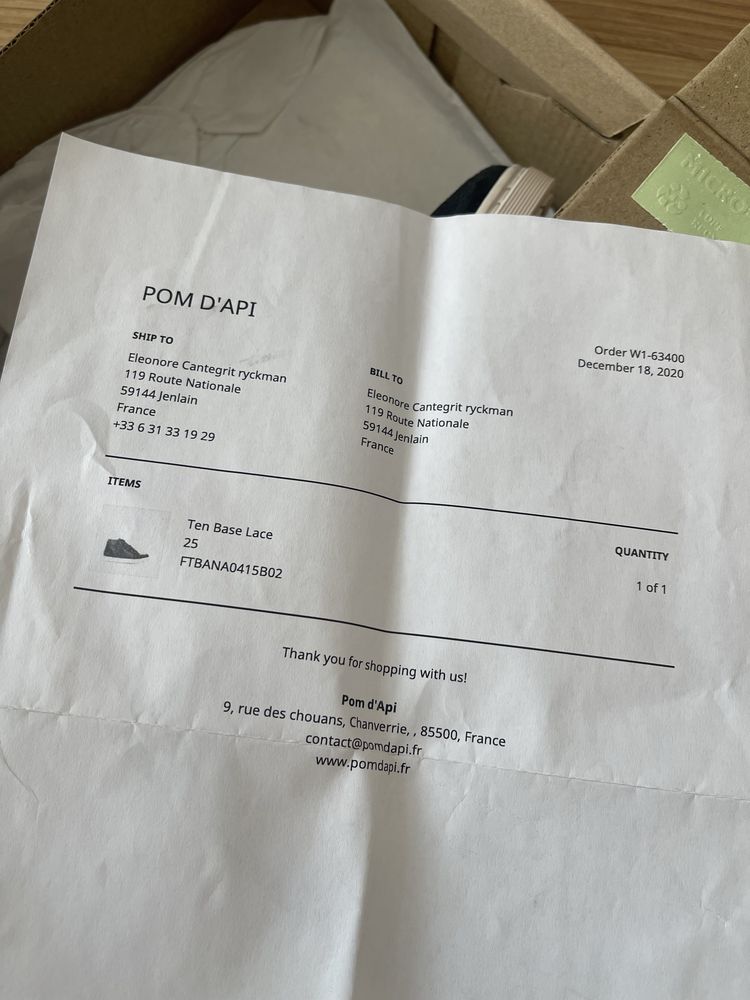 POM D'API
SHIP TO
Eleonore Cantegrit ryckman
119 Route Nationale
59144 Jenlain
France
+33 6 31 33 19 29
BILL TO
Eleonore Cantegrit ryckman
119 Route Nationale
59144 Jenlain
France
Order W1-63400
December 18, 2020
ITEMS
QUANTITY
Ten Base Lace
25
FTBANA0415B02
1 of 1
Thank you for shopping with us!
Pom d'Api
9, rue des chouans, Chanverrie, , 85500, France
contact@pomdapi.fr
www.pomdapi.fr